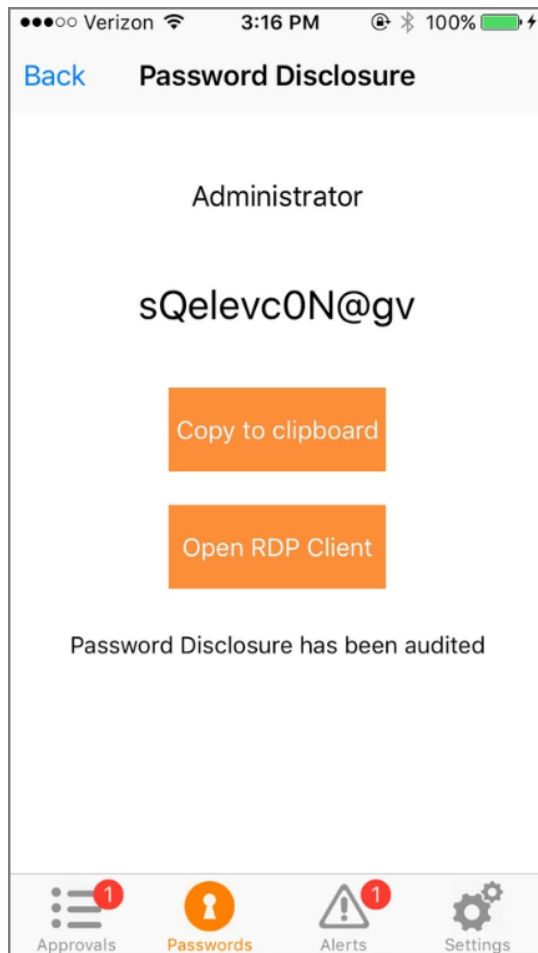 Verizon 3:16 PM 100%
Back Password Disclosure
Administrator
sQelevc0N@gv
Copy to clipboard
Open RDP Client
Password Disclosure has been audited
1 1
Approvals Passwords Alerts Settings